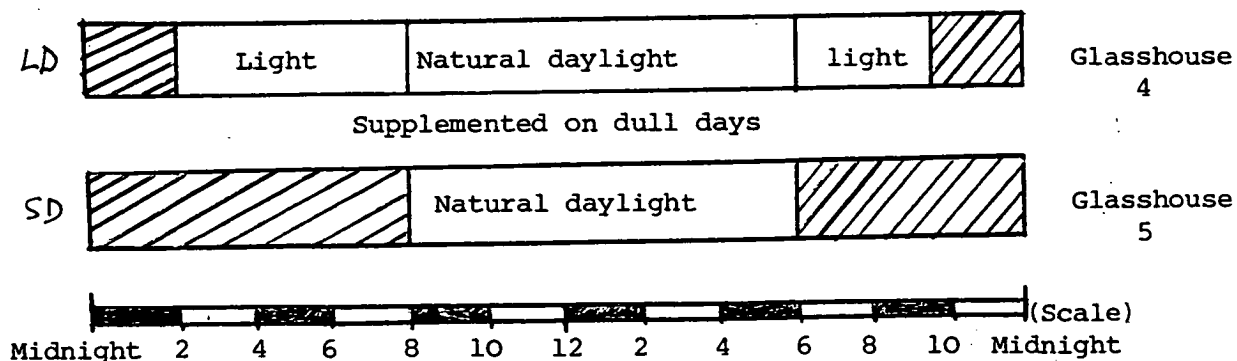 LD Light Natural daylight light Glasshouse
4
Supplemented on dull days
SD Natural daylight Glasshouse
5
(Scale)
Midnight 2 4 6 8 10 12 2 4 6 8 10 Midnight